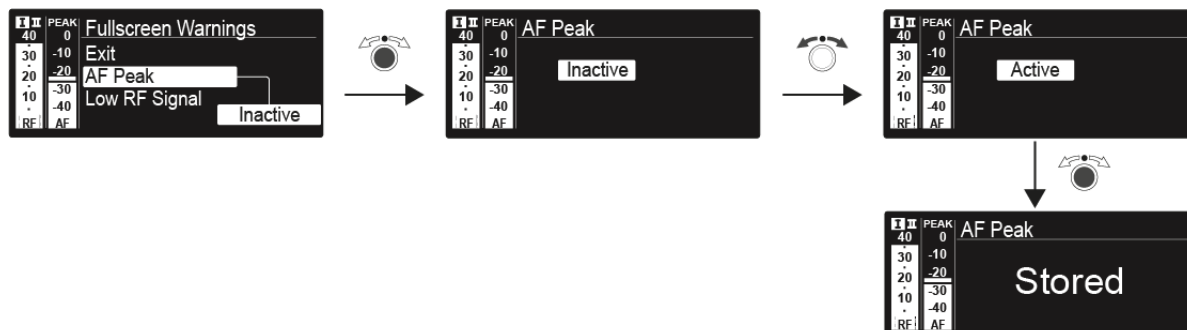 I II PEAK Fullscreen Warnings
40 0
30 -10 Exit
20 -20 AF Peak
10 -30 Low RF Signal
-40 Inactive
RF AF
I II PEAK AF Peak
40 0
30 -10
20 -20 Inactive
10 -30
-40
RF AF
I II PEAK AF Peak
40 0
30 -10
20 -20 Active
10 -30
-40
RF AF
I II PEAK AF Peak
40 0
30 -10
20 -20 Stored
10 -30
-40
RF AF